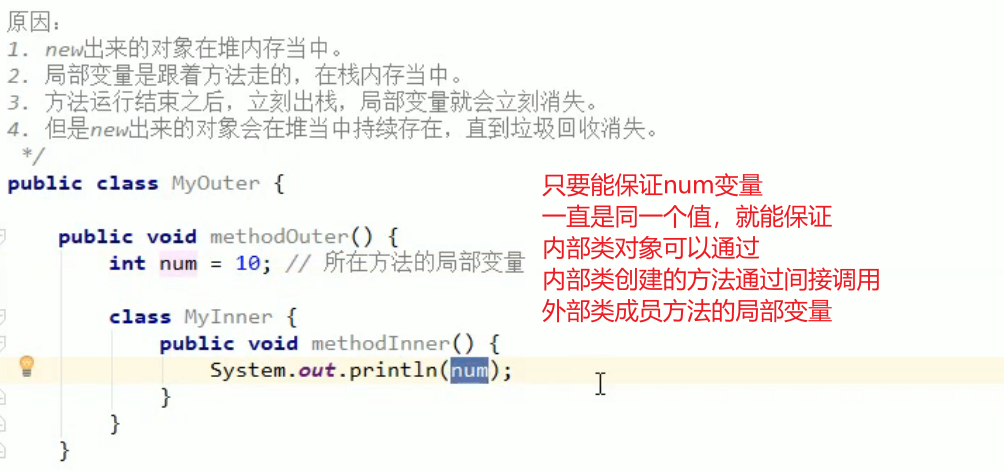 原因：
1. new出来的对象在堆内存当中。
2. 局部变量是跟着方法走的，在栈内存当中。
3. 方法运行结束之后，立刻出栈，局部变量就会立刻消失。
4. 但是new出来的对象会在堆当中持续存在，直到垃圾回收消失。
*/
public class MyOuter {
public void methodOuter() {
int num = 10; // 所在方法的局部变量
class MyInner {
public void methodInner() {
System.out.println(num);
}
}
}
只要能保证num变量
一直是同一个值，就能保证
内部类对象可以通过
内部类创建的方法通过间接调用
外部类成员方法的局部变量